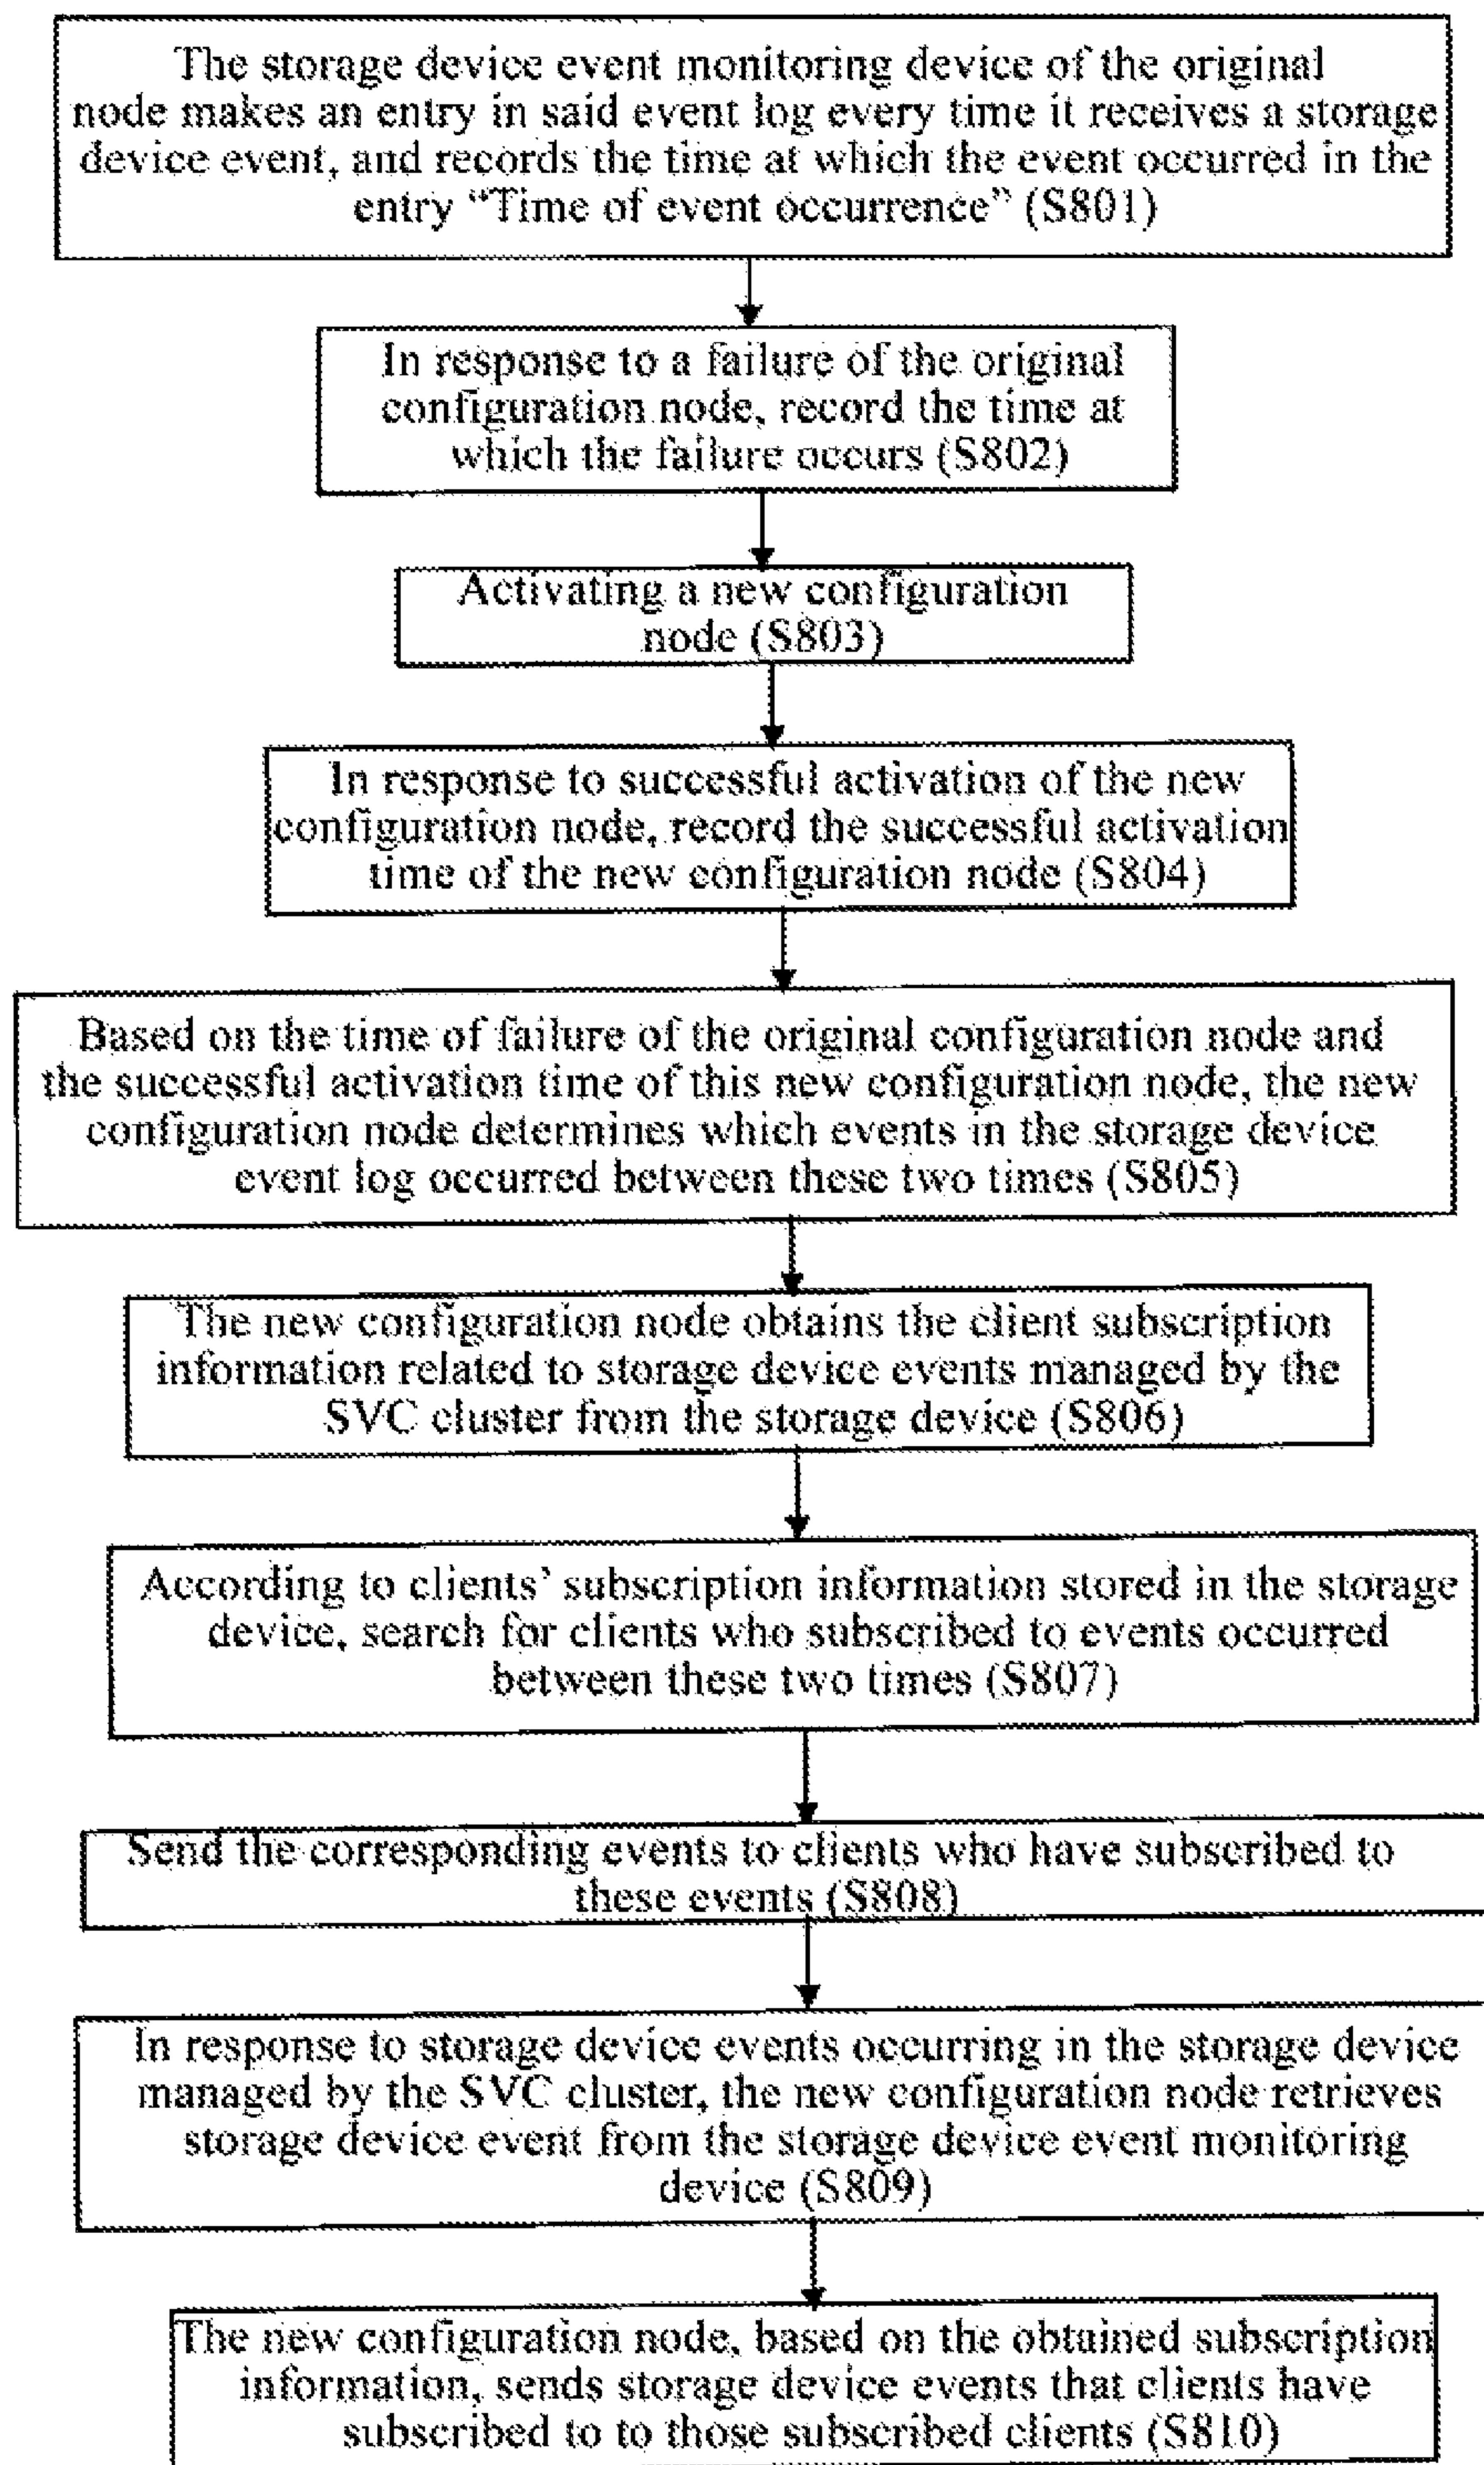 The storage device event monitoring device of the original
node makes an entry in said event log every time it receives a storage
device event, and records the time at which the event occurred in the
entry “Time of event occurrence” (S801)
In response to a failure of the original
configuration node, record the time at
which the failure occurs (S802)
Activating a new configuration
node (S803)
In response to successful activation of the new
configuration node, record the successful activation
time of the new configuration node (S804)
Based on the time of failure of the original configuration node and
the successful activation time of this new configuration node, the new
configuration node determines which events in the storage device
event log occurred between these two times (S805)
The new configuration node obtains the client subscription
information related to storage device events managed by the
SVC cluster from the storage device (S806)
According to clients’ subscription information stored in the storage
device, search for clients who subscribed to events occurred
between these two times (S807)
Send the corresponding events to clients who have subscribed to
these events (S808)
In response to storage device events occurring in the storage device
managed by the SVC cluster, the new configuration node retrieves
storage device event from the storage device event monitoring
device (S809)
The new configuration node, based on the obtained subscription
information, sends storage device events that clients have
subscribed to to those subscribed clients (S810)